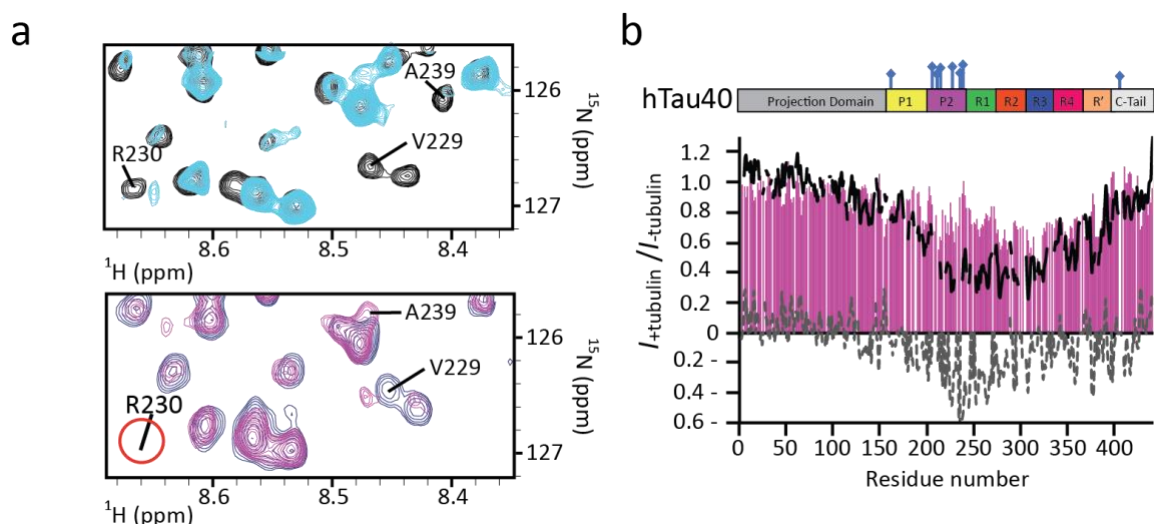 a
A239
V229
R230
126
127
¹⁵N (ppm)
8.6
8.5
8.4
¹H (ppm)
A239
V229
R230
126
127
¹⁵N (ppm)
8.6
8.5
8.4
¹H (ppm)
b
hTau40
Projection Domain P1 P2 R1 R2 R3 R4 R' C-Tail
I+tubulin /I-tubulin
1.2
1.0
0.8
0.6
0.4
0.2
0
0.2 -
0.4 -
0.6 -
0 50 100 150 200 250 300 350 400
Residue number